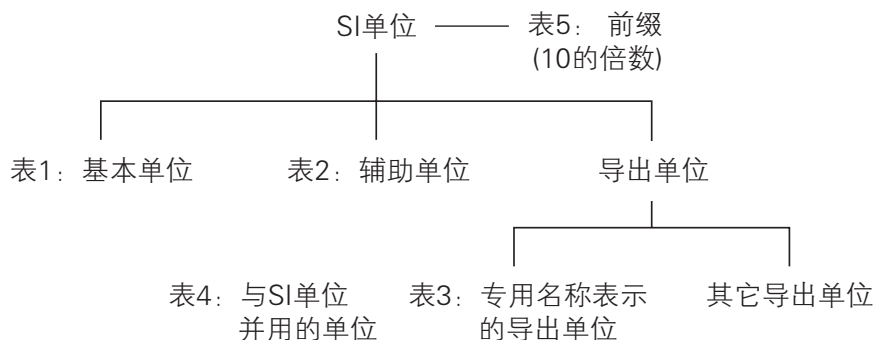 SI单位
表5：前缀
(10的倍数)
表1：基本单位
表2：辅助单位
导出单位
表4：与SI单位
并用的单位
表3：专用名称表示
的导出单位
其它导出单位